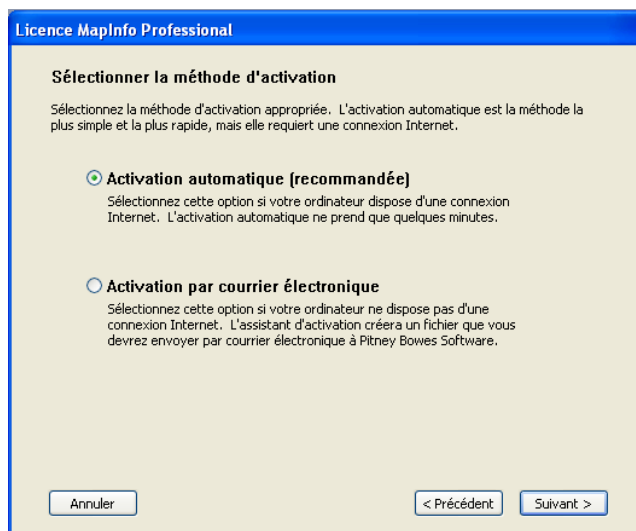 Licence MapInfo Professional
Sélectionner la méthode d'activation
Sélectionnez la méthode d'activation appropriée. L'activation automatique est la méthode la
plus simple et la plus rapide, mais elle requiert une connexion Internet.
Activation automatique (recommandée)
Sélectionnez cette option si votre ordinateur dispose d'une connexion
Internet. L'activation automatique ne prend que quelques minutes.
Activation par courrier électronique
Sélectionnez cette option si votre ordinateur ne dispose pas d'une
connexion Internet. L'assistant d'activation créera un fichier que vous
devrez envoyer par courrier électronique à Pitney Bowes Software.
Annuler
< Précédent
Suivant >